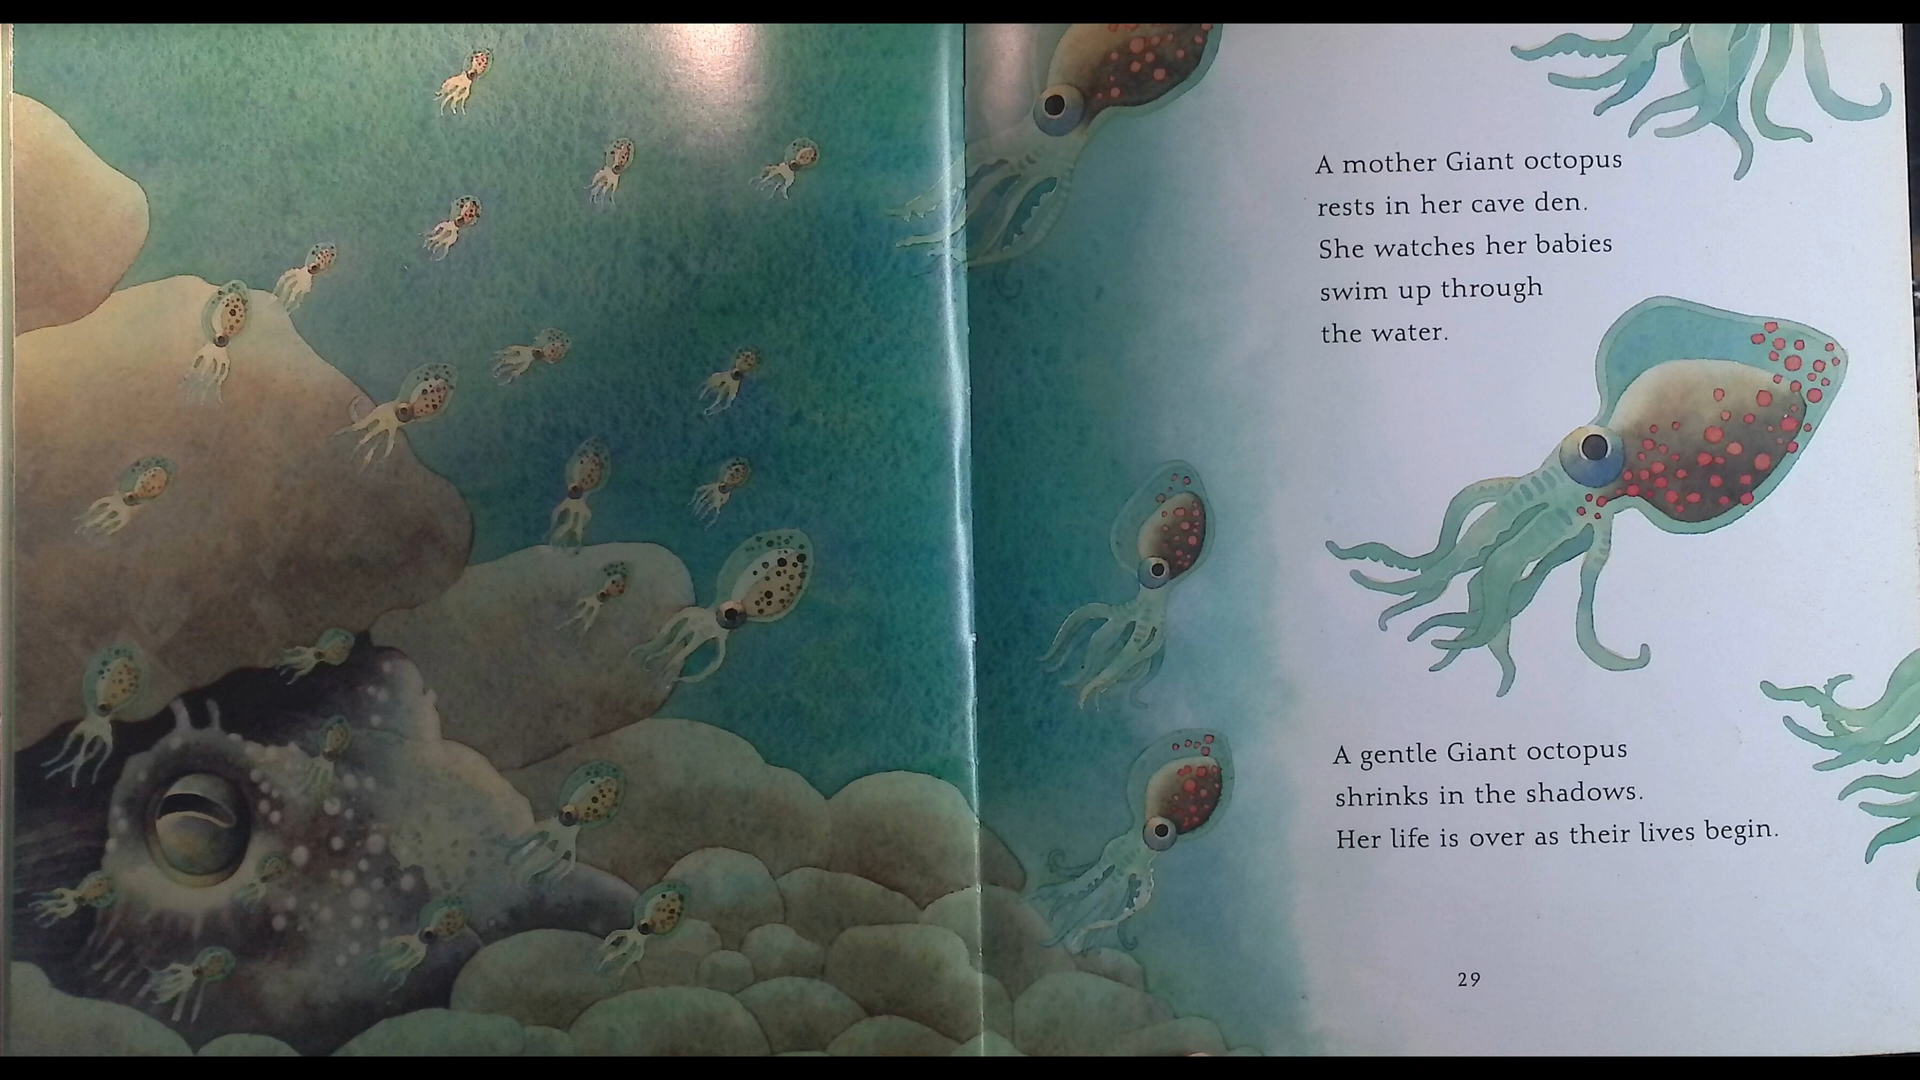 A mother Giant octopus
rests in her cave den.
She watches her babies
swim up through
the water.
A gentle Giant octopus
shrinks in the shadows.
Her life is over as their lives begin.
29